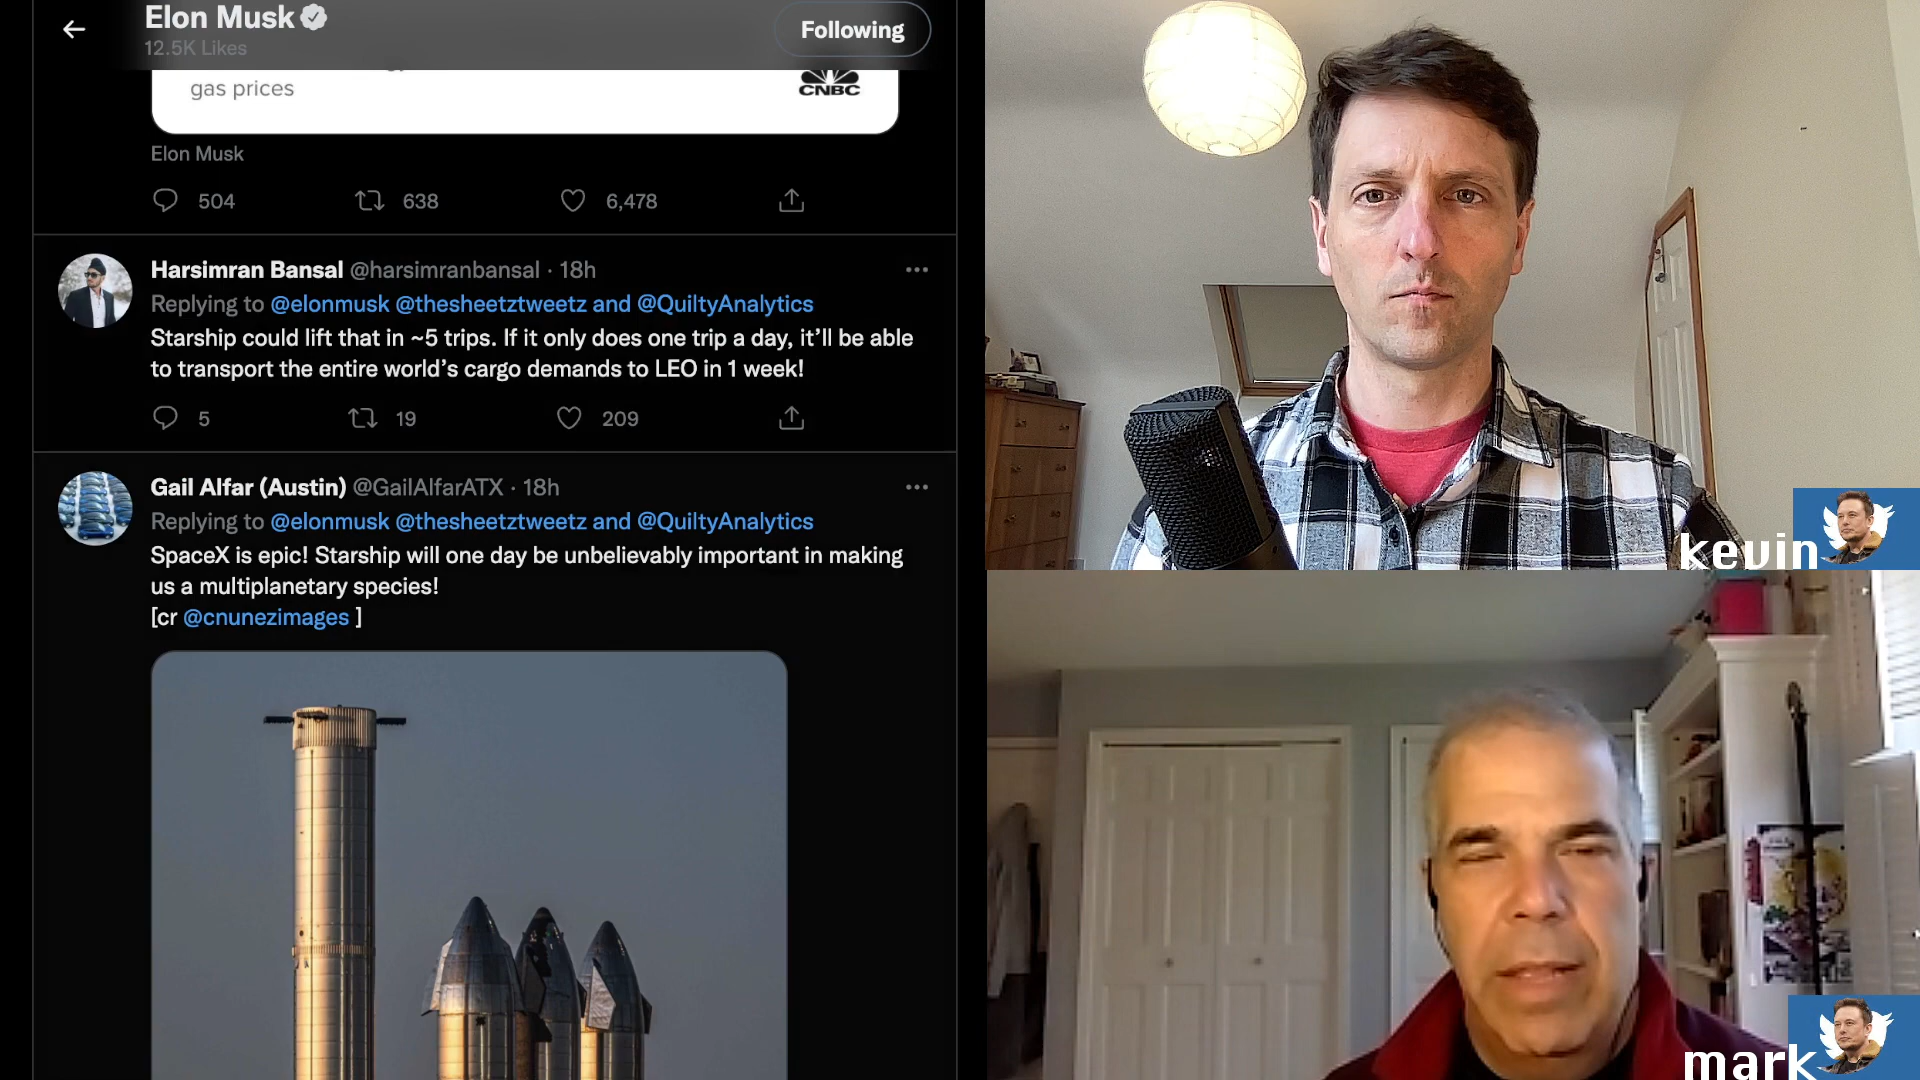 Elon Musk
12.5K Likes
Following
gas prices
CNBC
Elon Musk
504 638 6,478
Harsimran Bansal @harsimranbansal · 18h
Replying to @elonmusk @thesheetztweetz and @QuiltyAnalytics
Starship could lift that in ~5 trips. If it only does one trip a day, it’ll be able
to transport the entire world’s cargo demands to LEO in 1 week!
5 19 209
Gail Alfar (Austin) @GailAlfarATX · 18h
Replying to @elonmusk @thesheetztweetz and @QuiltyAnalytics
SpaceX is epic! Starship will one day be unbelievably important in making
us a multiplanetary species!
[cr @cnunezimages ]
kevin
mark